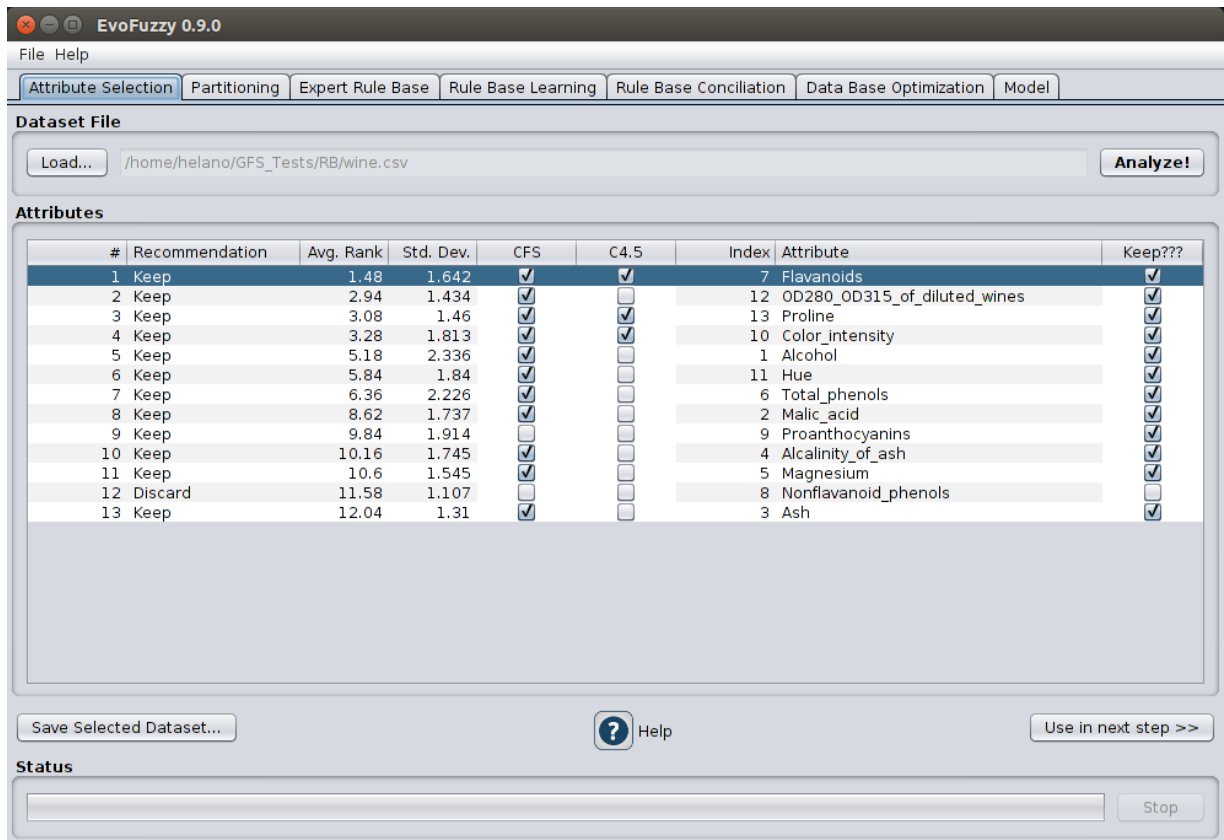 EvoFuzzy 0.9.0
File Help
Attribute Selection Partitioning Expert Rule Base Rule Base Learning Rule Base Conciliation Data Base Optimization Model
Dataset File
Load... /home/helano/GFS_Tests/RB/wine.csv Analyze!
Attributes
# Recommendation Avg. Rank Std. Dev. CFS C4.5 Index Attribute Keep???
1 Keep 1.48 1.642 7 Flavanoids
2 Keep 2.94 1.434 12 OD280_OD315_of_diluted_wines
3 Keep 3.08 1.46 13 Proline
4 Keep 3.28 1.813 10 Color_intensity
5 Keep 5.18 2.336 1 Alcohol
6 Keep 5.84 1.84 11 Hue
7 Keep 6.36 2.226 6 Total_phenols
8 Keep 8.62 1.737 2 Malic_acid
9 Keep 9.84 1.914 9 Proanthocyanins
10 Keep 10.16 1.745 4 Alcalinity_of_ash
11 Keep 10.6 1.545 5 Magnesium
12 Discard 11.58 1.107 8 Nonflavanoid_phenols
13 Keep 12.04 1.31 3 Ash
Save Selected Dataset... ? Help Use in next step >>
Status
Stop